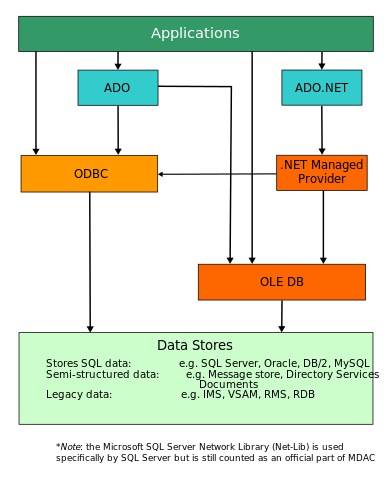 Applications
ADO
ADO.NET
ODBC
.NET Managed
Provider
OLE DB
Data Stores
Stores SQL data: e.g. SQL Server, Oracle, DB/2, MySQL
Semi-structured data: e.g. Message store, Directory Services
Documents
Legacy data: e.g. IMS, VSAM, RMS, RDB
*Note: the Microsoft SQL Server Network Library (Net-Lib) is used
specifically by SQL Server but is still counted as an official part of MDAC